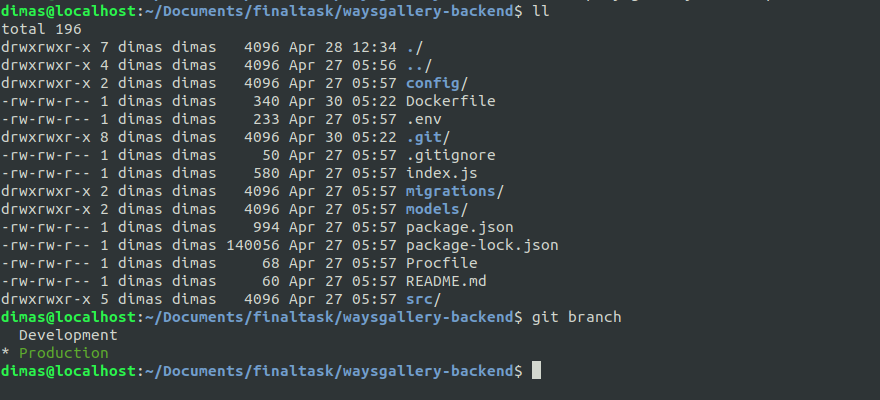 dimas@localhost:~/Documents/finaltask/waysgallery-backend$ ll
total 196
drwxrwxr-x 7 dimas dimas   4096 Apr 28 12:34 ./
drwxrwxr-x 4 dimas dimas   4096 Apr 27 05:56 ../
drwxrwxr-x 2 dimas dimas   4096 Apr 27 05:57 config/
-rw-rw-r-- 1 dimas dimas    340 Apr 30 05:22 Dockerfile
-rw-rw-r-- 1 dimas dimas    233 Apr 27 05:57 .env
drwxrwxr-x 8 dimas dimas   4096 Apr 30 05:22 .git/
-rw-rw-r-- 1 dimas dimas     50 Apr 27 05:57 .gitignore
-rw-rw-r-- 1 dimas dimas    580 Apr 27 05:57 index.js
drwxrwxr-x 2 dimas dimas   4096 Apr 27 05:57 migrations/
drwxrwxr-x 2 dimas dimas   4096 Apr 27 05:57 models/
-rw-rw-r-- 1 dimas dimas    994 Apr 27 05:57 package.json
-rw-rw-r-- 1 dimas dimas 140056 Apr 27 05:57 package-lock.json
-rw-rw-r-- 1 dimas dimas     68 Apr 27 05:57 Procfile
-rw-rw-r-- 1 dimas dimas     60 Apr 27 05:57 README.md
drwxrwxr-x 5 dimas dimas   4096 Apr 27 05:57 src/
dimas@localhost:~/Documents/finaltask/waysgallery-backend$ git branch
  Development
* Production
dimas@localhost:~/Documents/finaltask/waysgallery-backend$